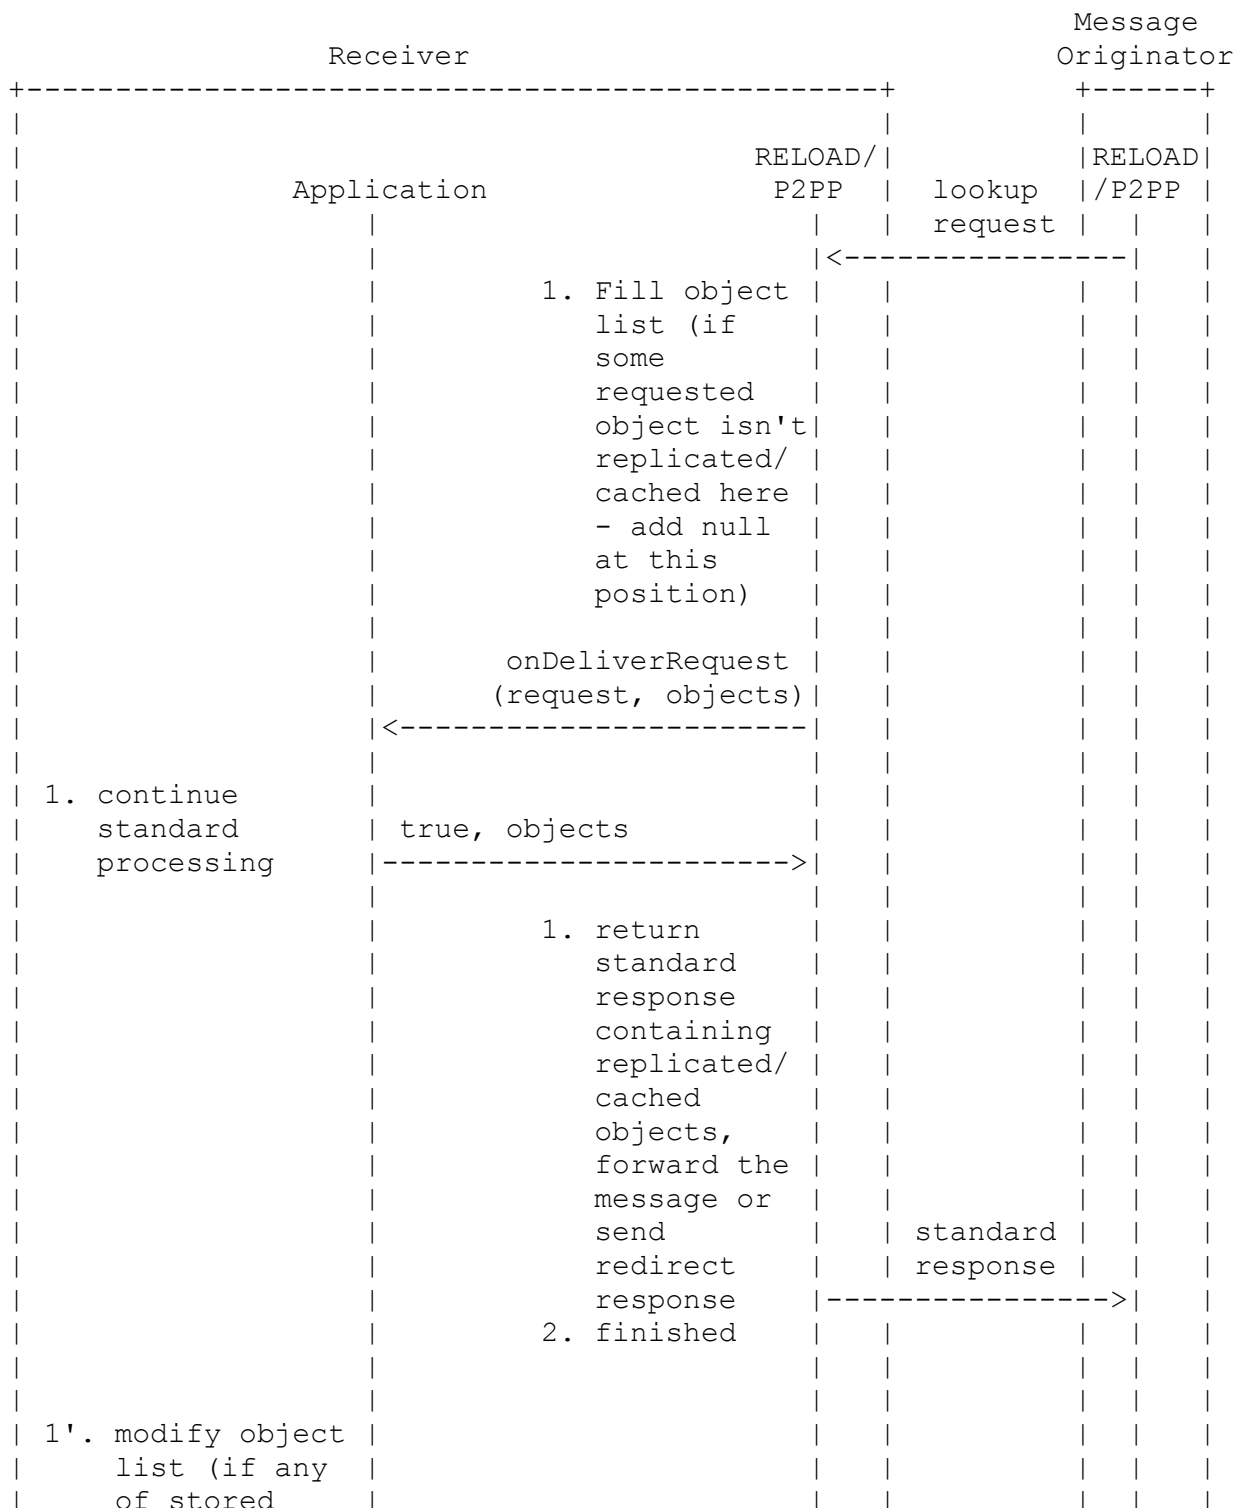 Message
                  Receiver                                 Originator
+------------------------------------------------+          +------+
|                                                |          |      |
|                                         RELOAD/|          |RELOAD|
|               Application                P2PP  |  lookup  |/P2PP |
|                   |                        |   |  request |  |   |
|                   |                        |<----------------|   |
|                   |         1. Fill object |   |          |  |   |
|                   |            list (if    |   |          |  |   |
|                   |            some        |   |          |  |   |
|                   |            requested   |   |          |  |   |
|                   |            object isn't|   |          |  |   |
|                   |            replicated/ |   |          |  |   |
|                   |            cached here |   |          |  |   |
|                   |            - add null  |   |          |  |   |
|                   |            at this     |   |          |  |   |
|                   |            position)   |   |          |  |   |
|                   |                        |   |          |  |   |
|                   |       onDeliverRequest |   |          |  |   |
|                   |      (request, objects)|   |          |  |   |
|                   |<-----------------------|   |          |  |   |
|                   |                        |   |          |  |   |
| 1. continue       |                        |   |          |  |   |
|    standard       | true, objects          |   |          |  |   |
|    processing     |----------------------->|   |          |  |   |
|                   |                        |   |          |  |   |
|                   |         1. return      |   |          |  |   |
|                   |            standard    |   |          |  |   |
|                   |            response    |   |          |  |   |
|                   |            containing  |   |          |  |   |
|                   |            replicated/ |   |          |  |   |
|                   |            cached      |   |          |  |   |
|                   |            objects,    |   |          |  |   |
|                   |            forward the |   |          |  |   |
|                   |            message or  |   |          |  |   |
|                   |            send        |   | standard |  |   |
|                   |            redirect    |   | response |  |   |
|                   |            response    |---------------->|   |
|                   |         2. finished    |   |          |  |   |
|                   |                        |   |          |  |   |
|                   |                        |   |          |  |   |
| 1'. modify object |                        |   |          |  |   |
|     list (if any  |                        |   |          |  |   |
|     of stored     |                        |   |          |  |   |